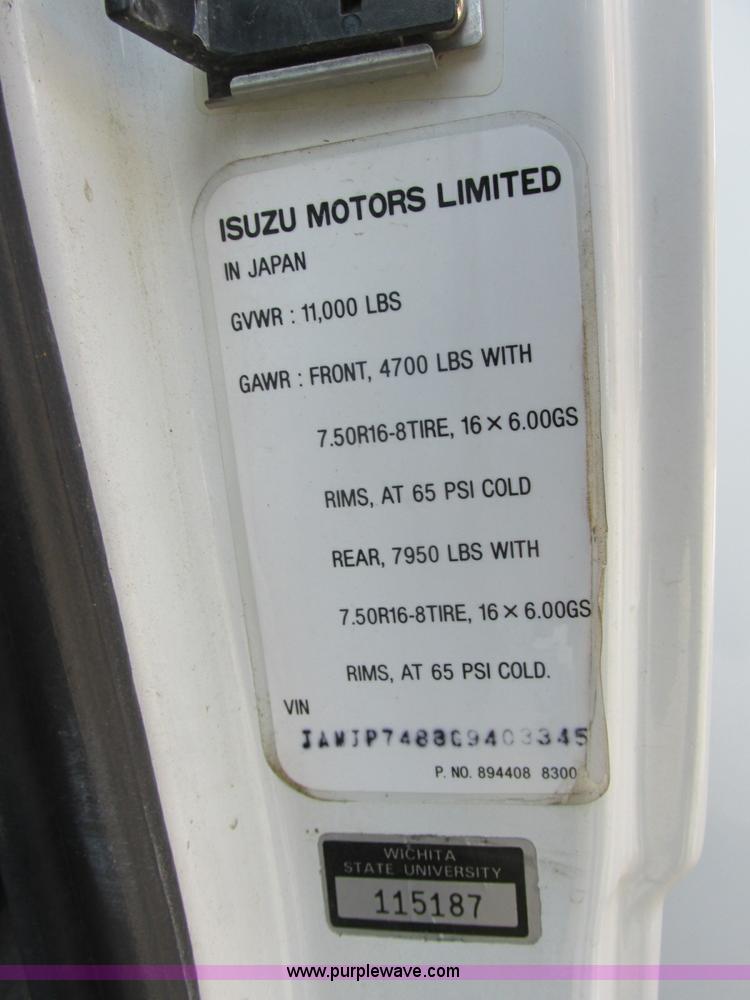 ISUZU MOTORS LIMITED
IN JAPAN
GVWR : 11,000 LBS
GAWR : FRONT, 4700 LBS WITH
7.50R16-8TIRE, 16 × 6.00GS
RIMS, AT 65 PSI COLD
REAR, 7950 LBS WITH
7.50R16-8TIRE, 16 × 6.00GS
RIMS, AT 65 PSI COLD.
VIN
P. NO. 894408 8300
WICHITA
STATE UNIVERSITY
115187
www.purplewave.com